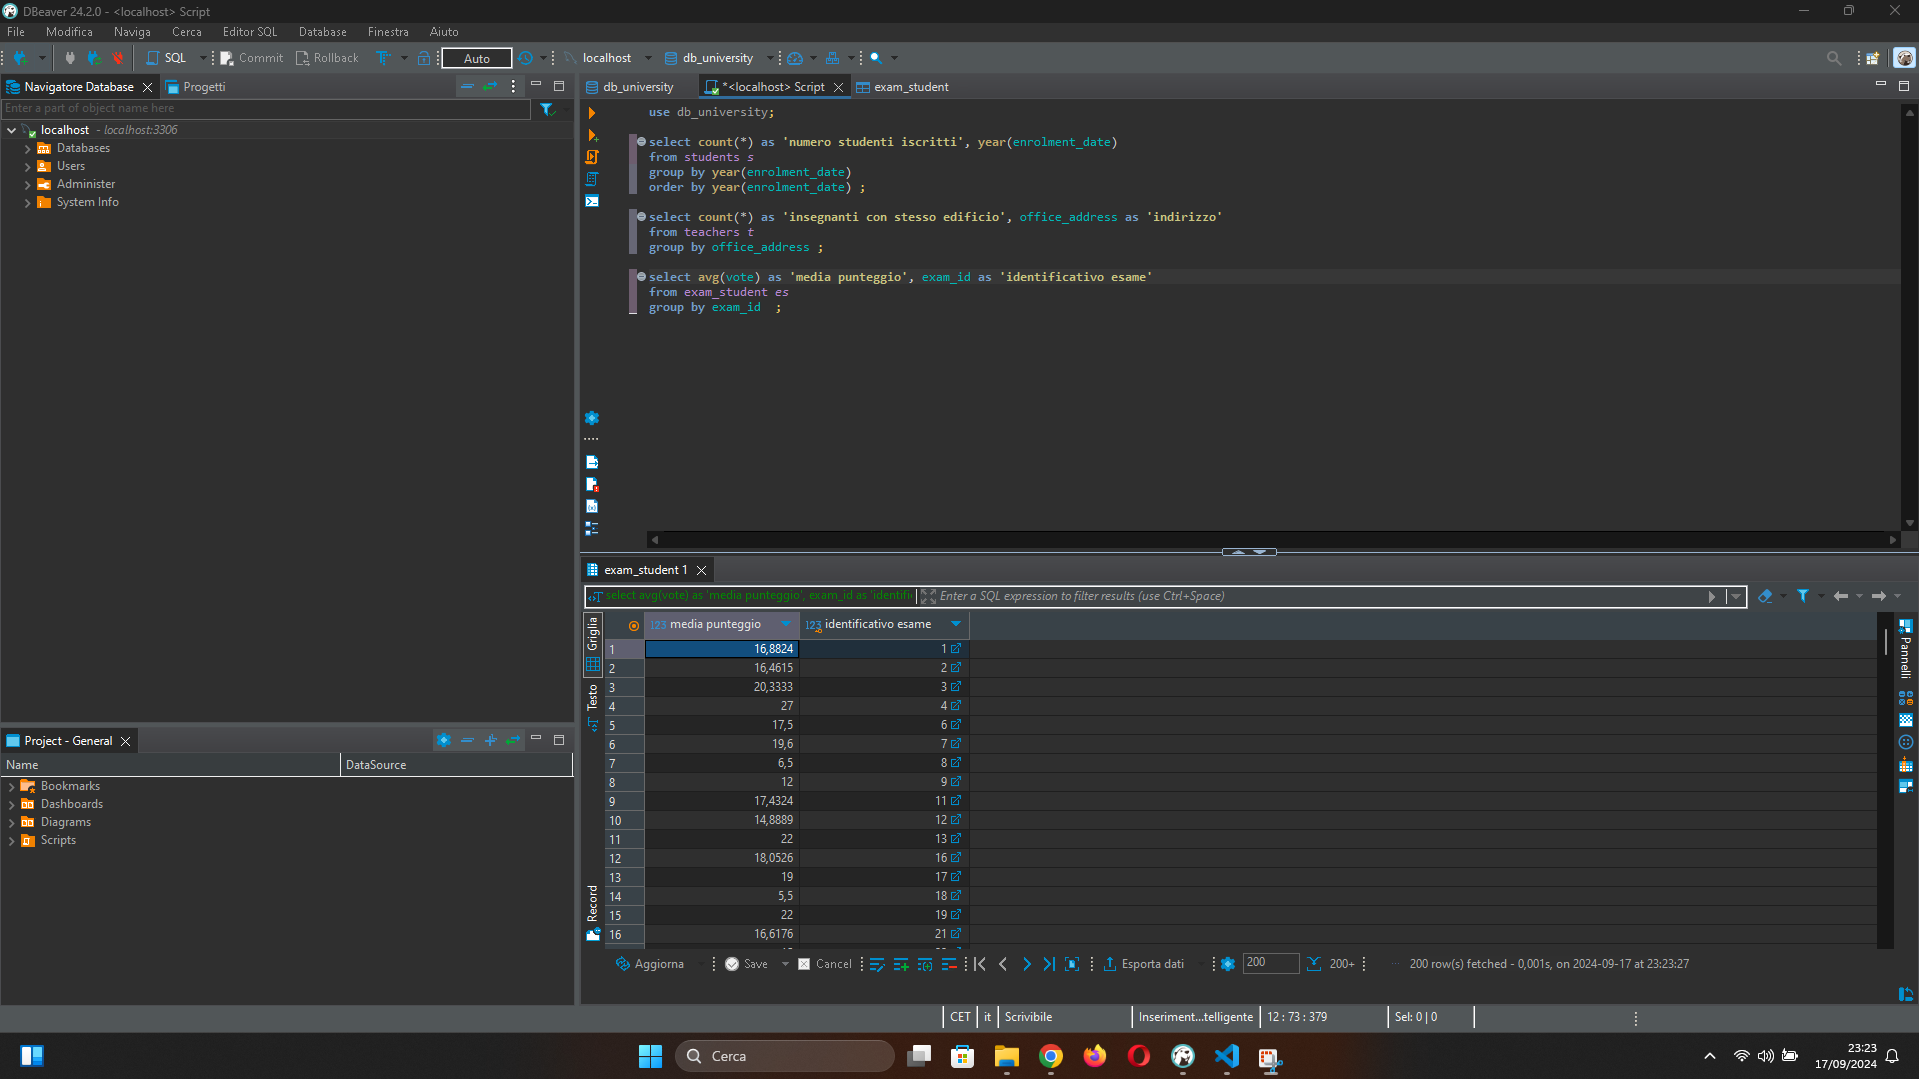 DBeaver 24.2.0 - <localhost> Script
File Modifica Naviga Cerca Editor SQL Database Finestra Aiuto
SQL Commit Rollback Auto localhost db_university
Navigatore Database Progetti
Enter a part of object name here
localhost - localhost:3306
Databases
Users
Administer
System Info
Project - General
Name DataSource
Bookmarks
Dashboards
Diagrams
Scripts
db_university *<localhost> Script exam_student
use db_university;
select count(*) as 'numero studenti iscritti', year(enrolment_date)
from students s
group by year(enrolment_date)
order by year(enrolment_date) ;
select count(*) as 'insegnanti con stesso edificio', office_address as 'indirizzo'
from teachers t
group by office_address ;
select avg(vote) as 'media punteggio', exam_id as 'identificativo esame'
from exam_student es
group by exam_id ;
exam_student 1
select avg(vote) as 'media punteggio', exam_id as 'identifi Enter a SQL expression to filter results (use Ctrl+Space)
Griglia
Testo
Record
Pannelli
123 media punteggio 123 identificativo esame
1 16,8824 1
2 16,4615 2
3 20,3333 3
4 27 4
5 17,5 6
6 19,6 7
7 6,5 8
8 12 9
9 17,4324 11
10 14,8889 12
11 22 13
12 18,0526 16
13 19 17
14 5,5 18
15 22 19
16 16,6176 21
Aggiorna Save Cancel Esporta dati 200 200+ 200 row(s) fetched - 0,001s, on 2024-09-17 at 23:23:27
CET it Scrivibile Inseriment...telligente 12 : 73 : 379 Sel: 0 | 0
Cerca
23:23
17/09/2024